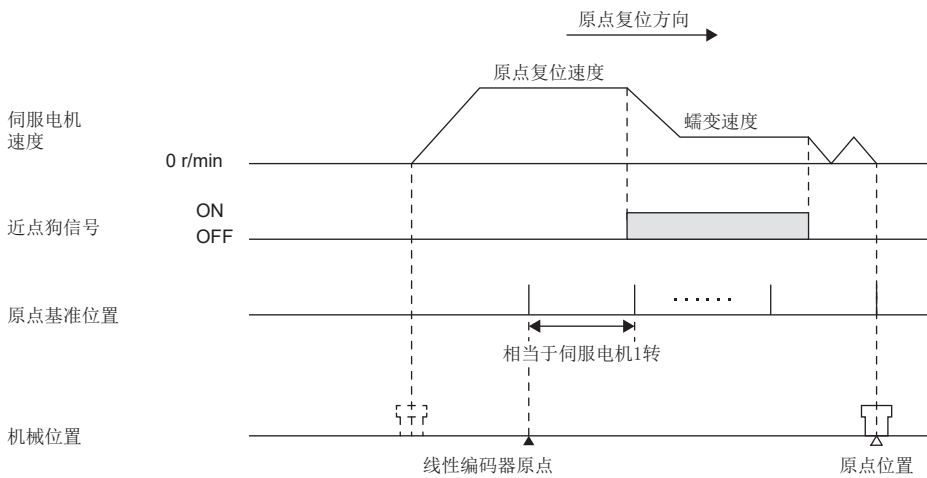 原点复位方向
原点复位速度
伺服电机
速度
蠕变速度
0 r/min
ON
近点狗信号
OFF
原点基准位置
······
相当于伺服电机1转
机械位置
线性编码器原点
原点位置